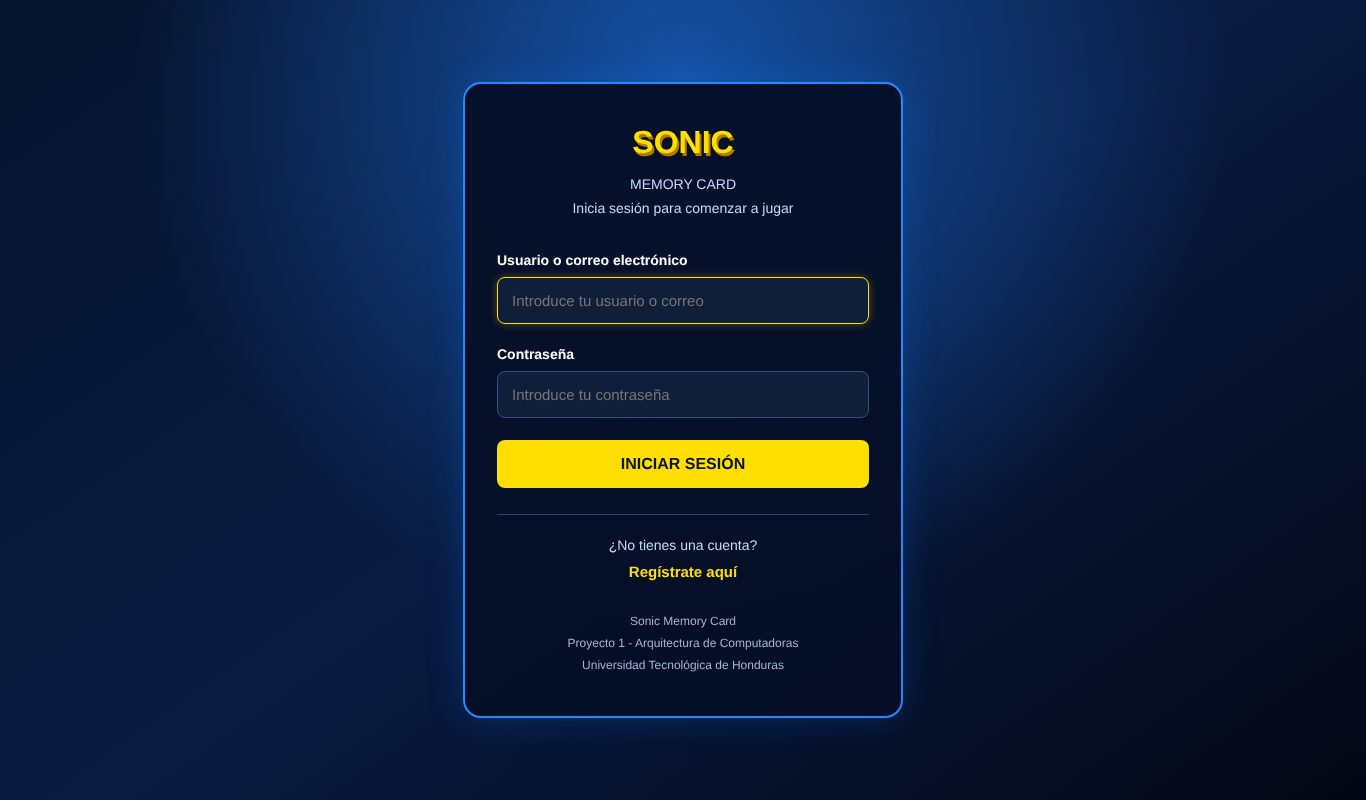 SONIC
MEMORY CARD
Inicia sesión para comenzar a jugar
Usuario o correo electrónico
Introduce tu usuario o correo
Contraseña
Introduce tu contraseña
INICIAR SESIÓN
¿No tienes una cuenta?
Regístrate aquí
Sonic Memory Card
Proyecto 1 - Arquitectura de Computadoras
Universidad Tecnológica de Honduras